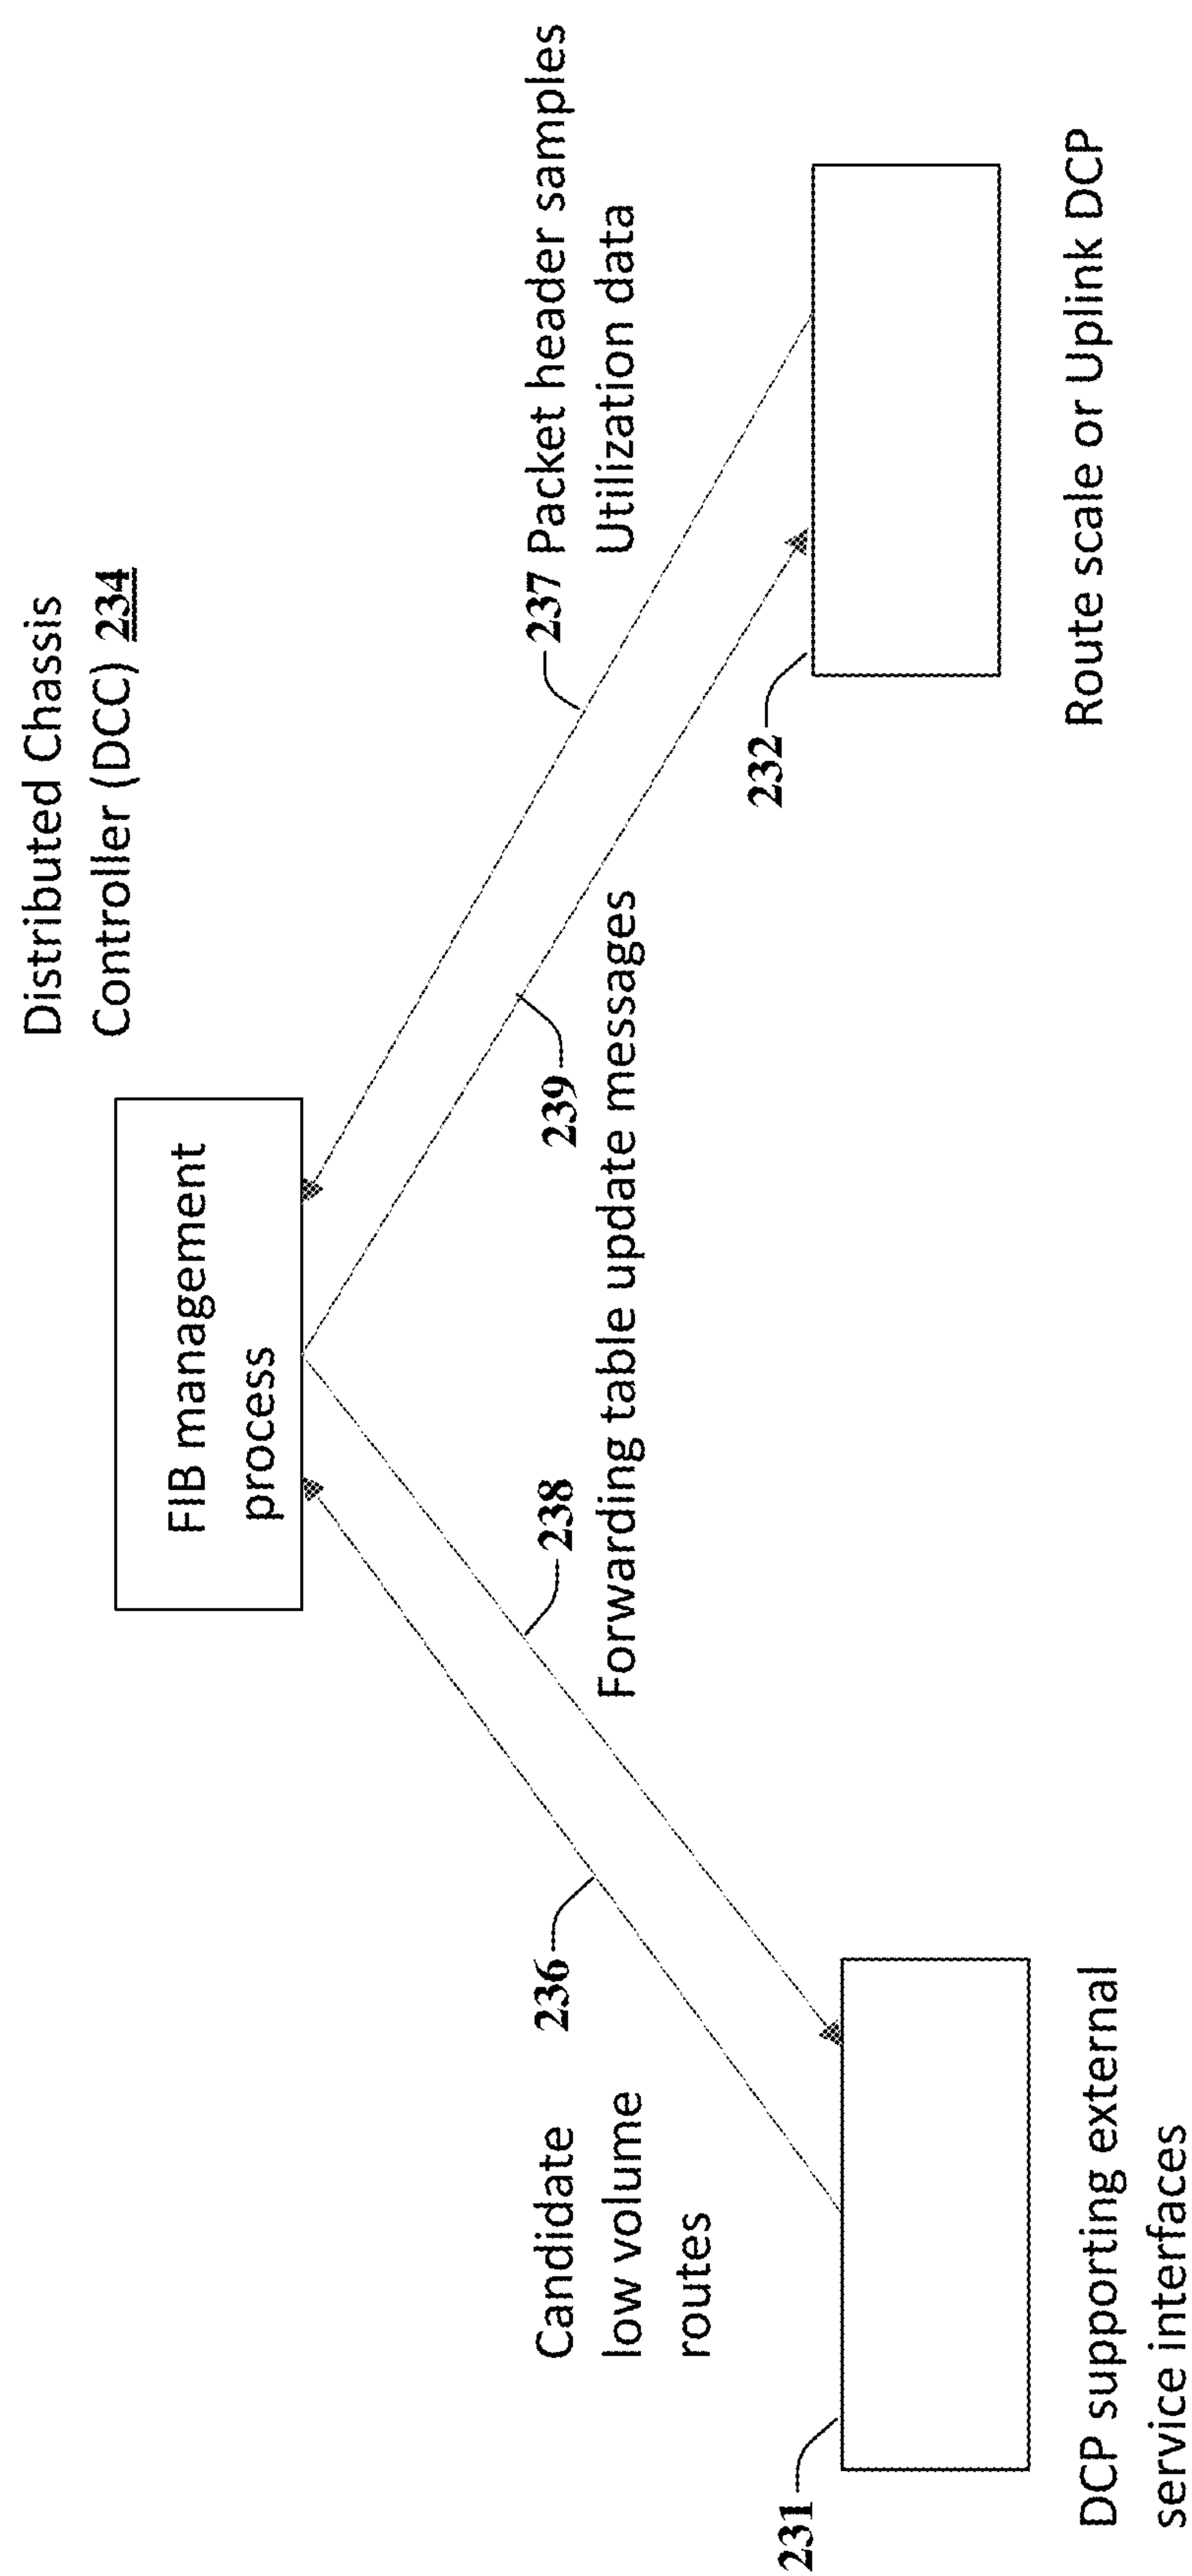 Distributed Chassis
Controller (DCC) 234
FIB management
process
Candidate 236
low volume
routes
238
239
Forwarding table update messages
237 Packet header samples
Utilization data
231
232
DCP supporting external
service interfaces
Route scale or Uplink DCP